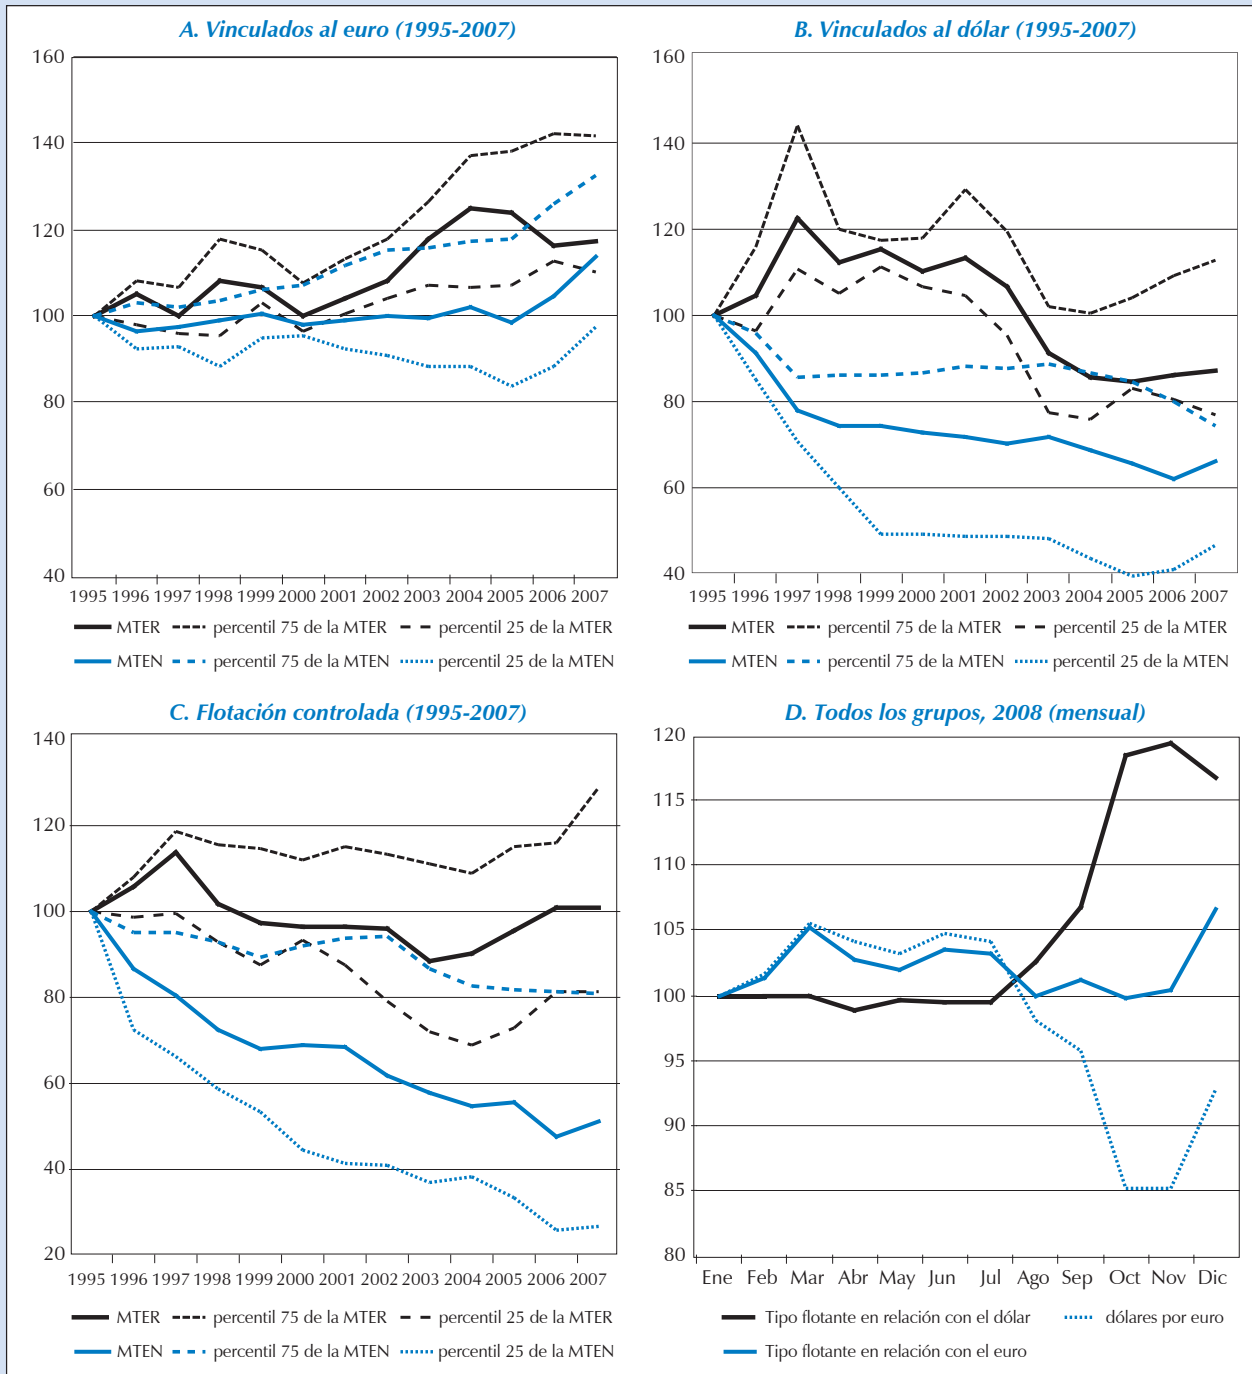 A. Vinculados al euro (1995-2007)
160
140
120
100
80
60
40
1995 1996 1997 1998 1999 2000 2001 2002 2003 2004 2005 2006 2007
MTER percentil 75 de la MTER percentil 25 de la MTER
MTEN percentil 75 de la MTEN percentil 25 de la MTEN
B. Vinculados al dólar (1995-2007)
160
140
120
100
80
60
40
1995 1996 1997 1998 1999 2000 2001 2002 2003 2004 2005 2006 2007
MTER percentil 75 de la MTER percentil 25 de la MTER
MTEN percentil 75 de la MTEN percentil 25 de la MTEN
C. Flotación controlada (1995-2007)
140
120
100
80
60
40
20
1995 1996 1997 1998 1999 2000 2001 2002 2003 2004 2005 2006 2007
MTER percentil 75 de la MTER percentil 25 de la MTER
MTEN percentil 75 de la MTEN percentil 25 de la MTEN
D. Todos los grupos, 2008 (mensual)
120
115
110
105
100
95
90
85
80
Ene Feb Mar Abr May Jun Jul Ago Sep Oct Nov Dic
Tipo flotante en relación con el dólar dólares por euro
Tipo flotante en relación con el euro